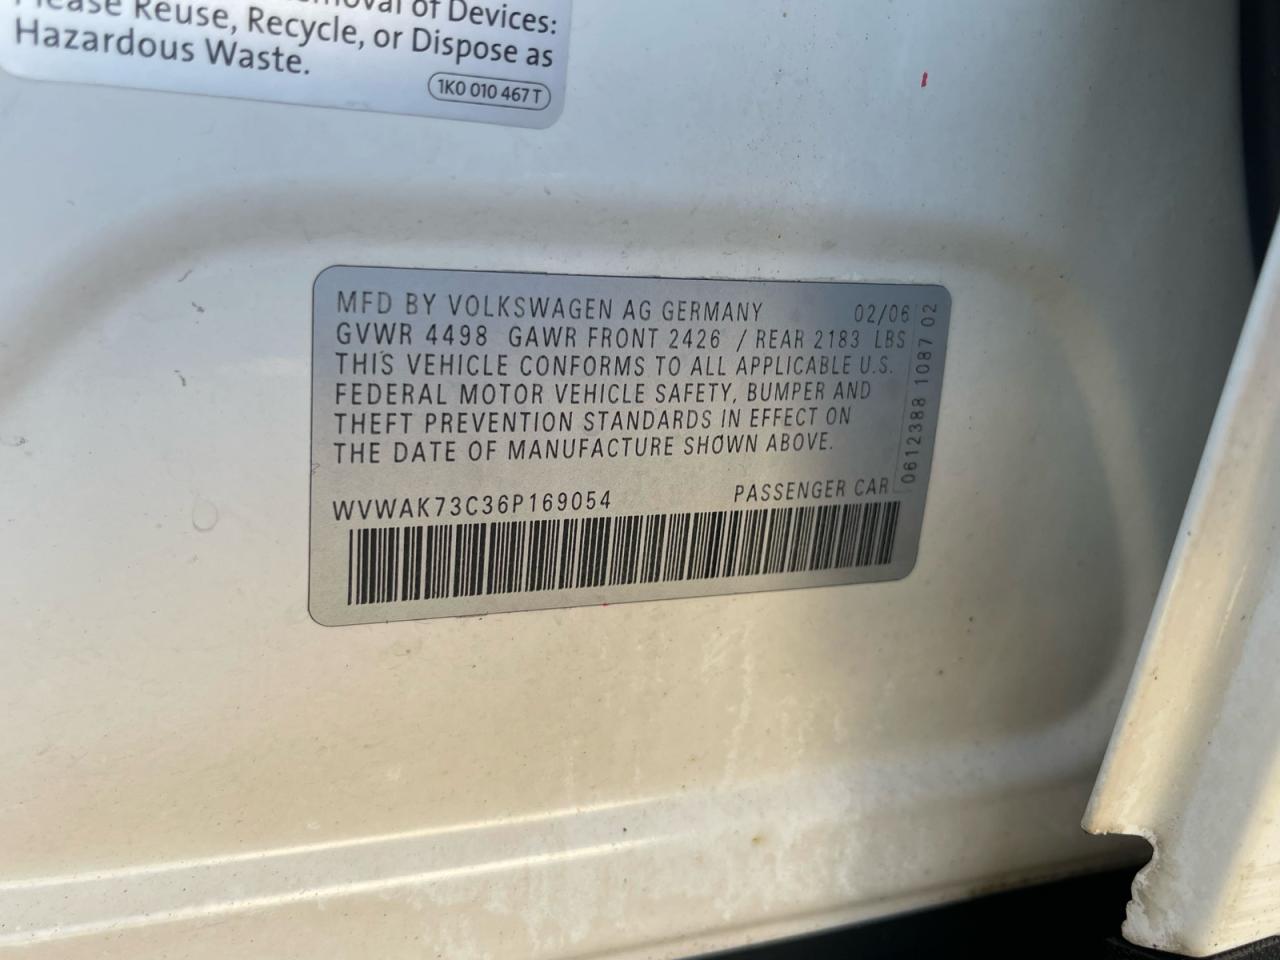 of Devices:
Please Reuse, Recycle, or Dispose as
Hazardous Waste.
1K0 010 467 T
MFD BY VOLKSWAGEN AG GERMANY 02/06
GVWR 4498 GAWR FRONT 2426 / REAR 2183 LBS
THIS VEHICLE CONFORMS TO ALL APPLICABLE U.S.
FEDERAL MOTOR VEHICLE SAFETY, BUMPER AND
THEFT PREVENTION STANDARDS IN EFFECT ON
THE DATE OF MANUFACTURE SHOWN ABOVE.
WVWAK73C36P169054 PASSENGER CAR
0612388 1087 02